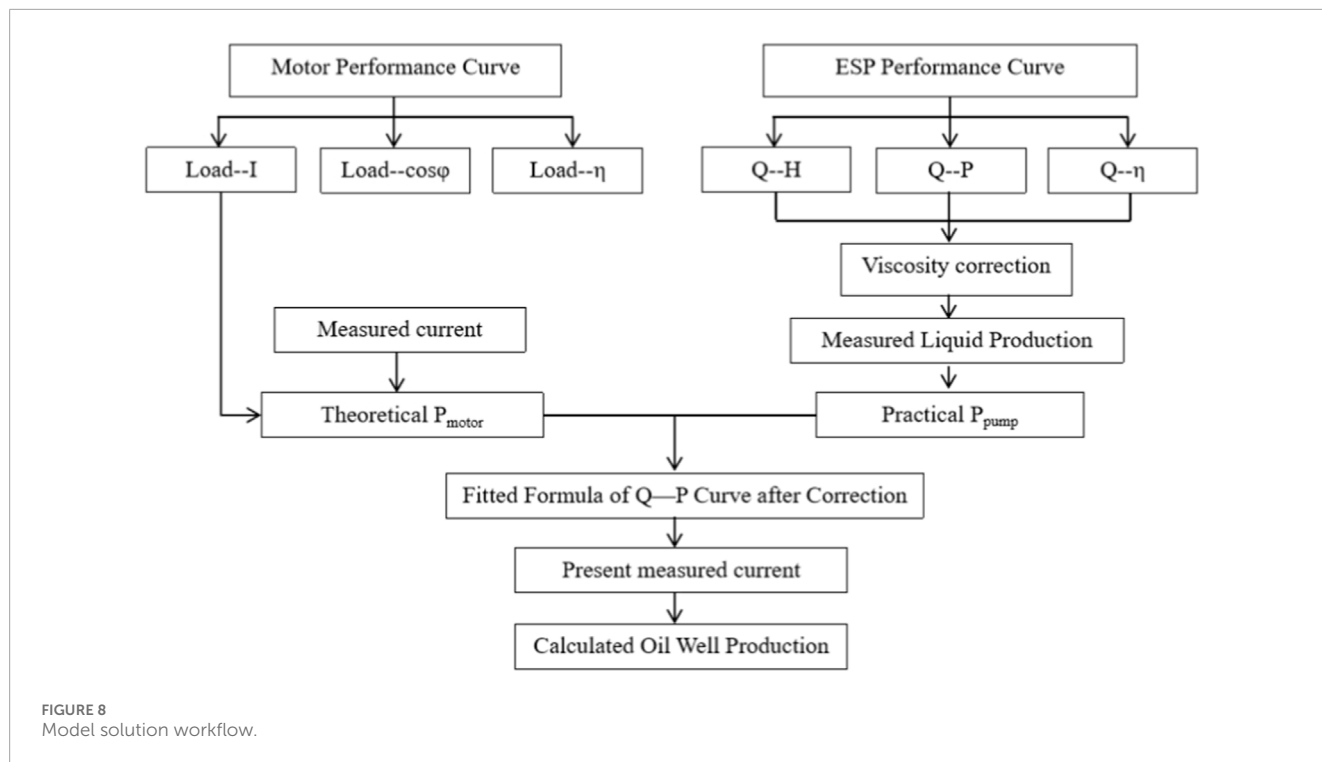 Motor Performance Curve
ESP Performance Curve
Load--I
Load--cosφ
Load--η
Q--H
Q--P
Q--η
Viscosity correction
Measured current
Measured Liquid Production
Theoretical Pmotor
Practical Ppump
Fitted Formula of Q—P Curve after Correction
Present measured current
Calculated Oil Well Production
FIGURE 8
Model solution workflow.